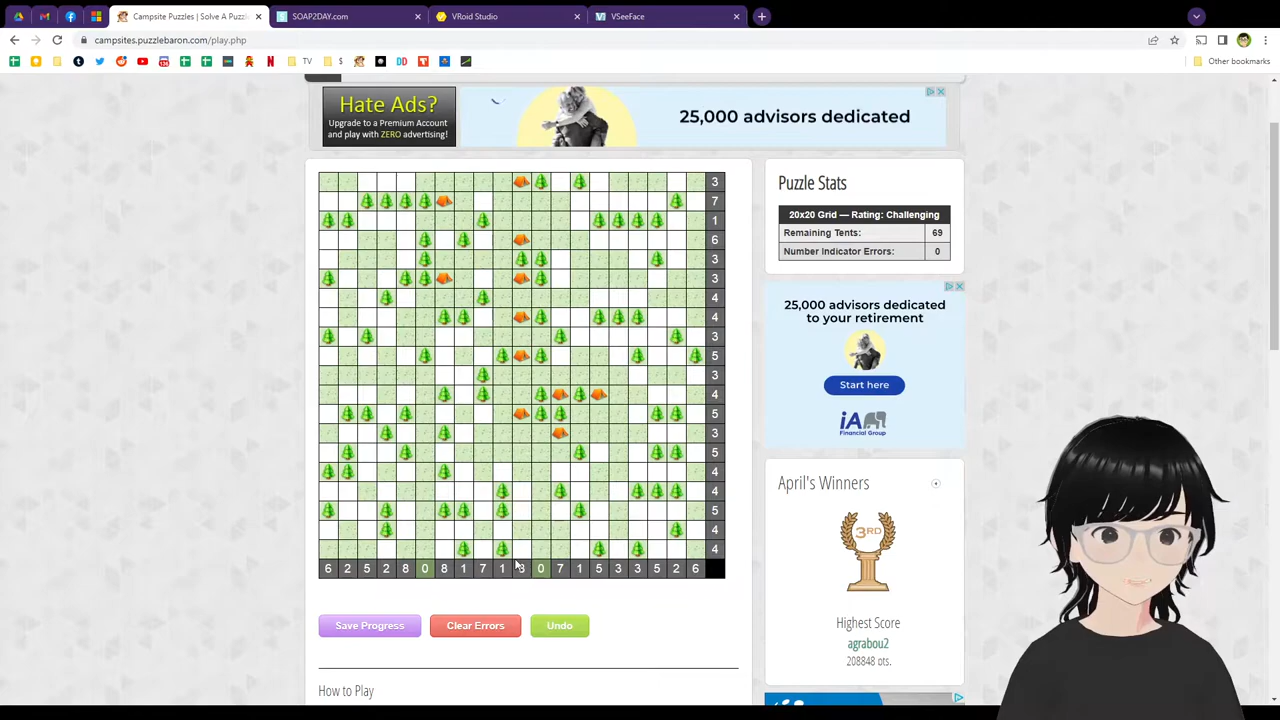 Campsite Puzzles | Solve A Puzzl
SOAP2DAY.com
VRoid Studio
VSeeFace
campsites.puzzlebaron.com/play.php
TV
$
Other bookmarks
Hate Ads?
Upgrade to a Premium Account
and play with ZERO advertising!
25,000 advisors dedicated
3
7
1
6
3
3
4
4
3
5
3
4
5
3
5
4
4
5
4
4
6 2 5 2 8 0 8 1 7 1 3 0 7 1 5 3 3 5 2 6
Save Progress
Clear Errors
Undo
How to Play
Puzzle Stats
20x20 Grid — Rating: Challenging
Remaining Tents: 69
Number Indicator Errors: 0
25,000 advisors dedicated
to your retirement
Start here
iA
Financial Group
April's Winners
3RD
Highest Score
agrabou2
208848 pts.